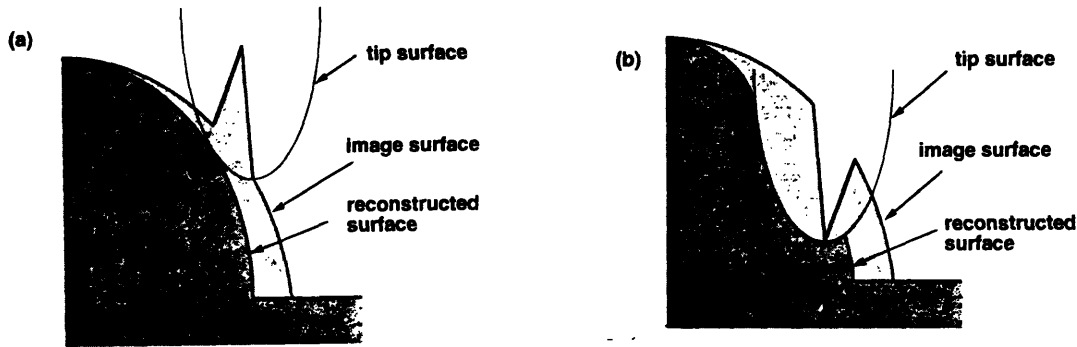 (a)
tip surface
image surface
reconstructed
surface
(b)
tip surface
image surface
reconstructed
surface